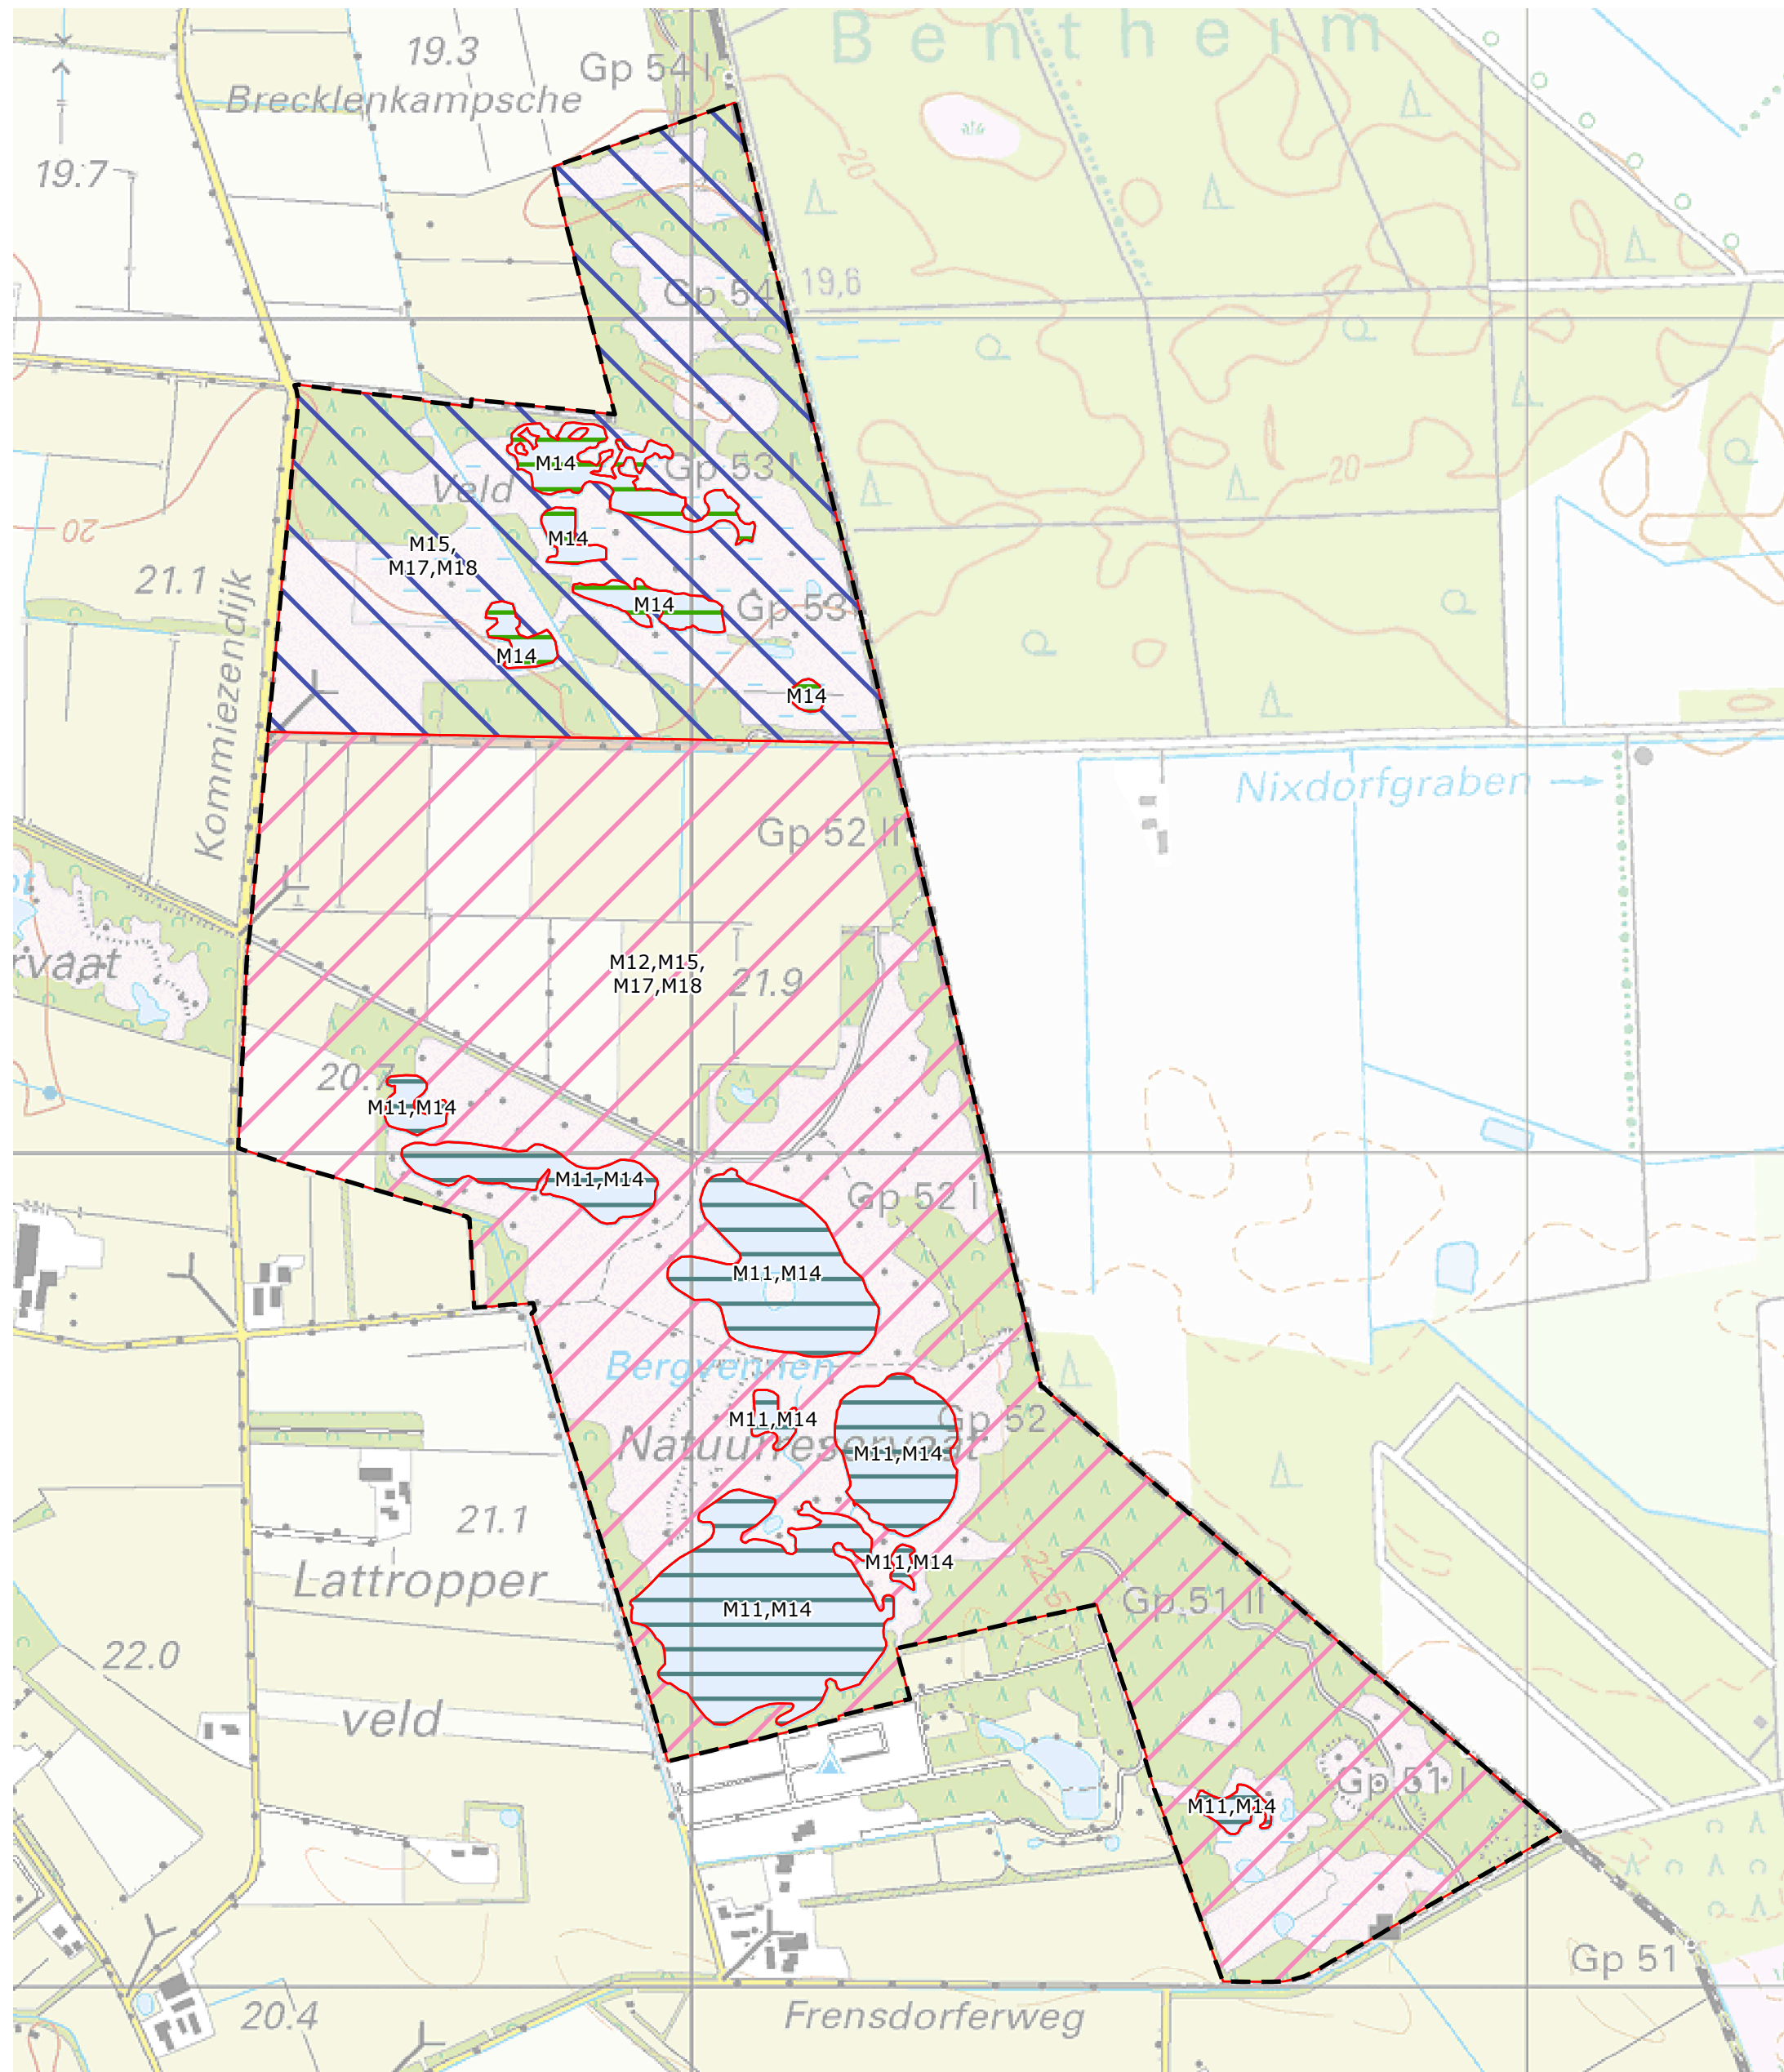 Bentheim
19.3
Gp 54 I
Brecklenkampsche
20
19.7
Gp 54
19,6
M14
Gp 53 I
20
Veld
20
M15,
M17,M18
M14
21.1
M14
Gp 53
M14
M14
Kommiezendijk
Nixdorfgraben
Gp 52 II
rvaat
M12,M15,
M17,M18
21.9
20.7
M11,M14
M11,M14
Gp 52 I
M11,M14
Bergvennen
M11,M14
Gp 52
Natuurreservaat
M11,M14
21.1
M11,M14
Lattropper
Gp 51 II
M11,M14
22.0
veld
Gp 51 I
M11,M14
Gp 51
20.4
Frensdorferweg